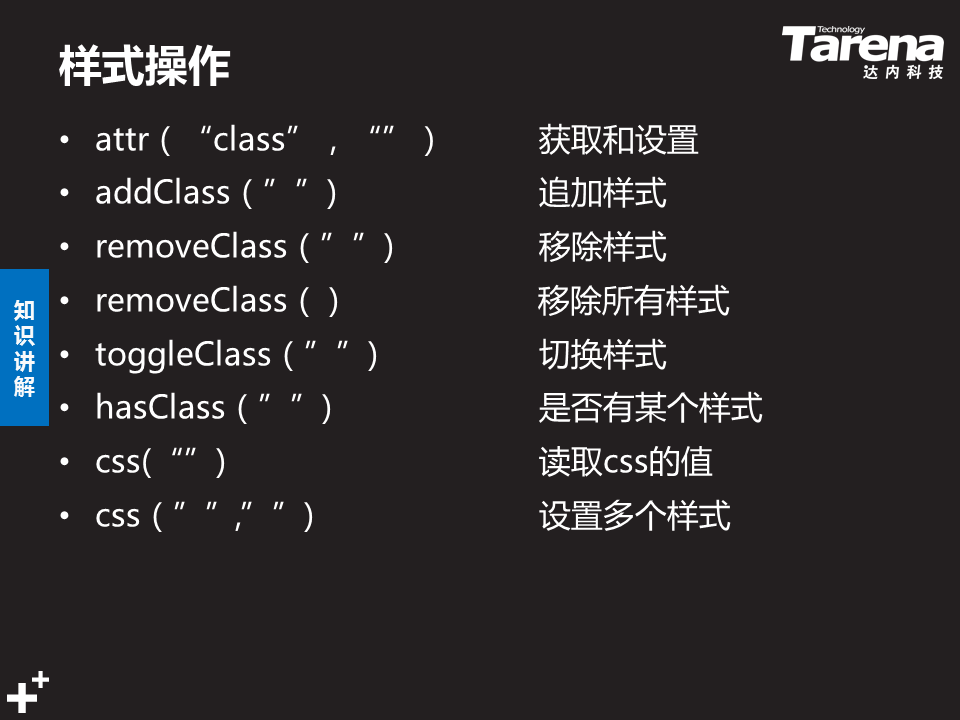 样式操作
Technology
Tarena
达内科技
• attr（ “class” ，“” ） 获取和设置
• addClass（ ” ” ） 追加样式
• removeClass（ ” ” ） 移除样式
• removeClass（ ） 移除所有样式
• toggleClass（ ” ” ） 切换样式
• hasClass（ ” ” ） 是否有某个样式
• css(“” ) 读取css的值
• css（ ” ” ,” ” ） 设置多个样式
知识讲解